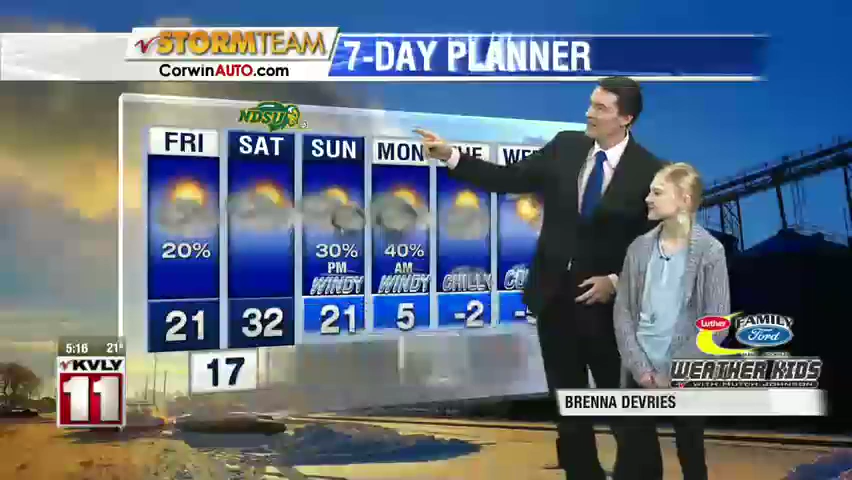 STORMTEAM
CorwinAUTO.com
7-DAY PLANNER
NDSU
FRI
SAT
SUN
MON
20%
30%
PM
WINDY
40%
AM
WINDY
CHILLY
21
32
21
5
-2
17
5:16 21°
KVLY
11
Luther FAMILY
Ford
WEATHER KIDS
WITH HUTCH JOHNSON
BRENNA DEVRIES